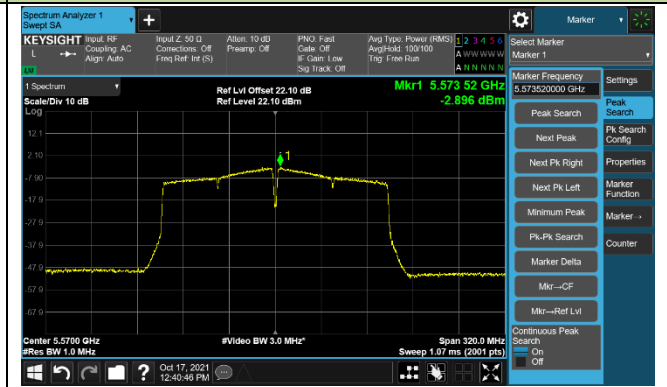 Spectrum Analyzer 1
Swept SA
+
Marker
KEYSIGHT Input: RF
L
Coupling: AC
Align: Auto
LXI
Input Z: 50 Ω
Corrections: Off
Freq Ref: Int (S)
Atten: 10 dB
Preamp: Off
PNO: Fast
Gate: Off
IF Gain: Low
Sig Track: Off
Avg Type: Power (RMS)
Avg|Hold: 100/100
Trig: Free Run
1 2 3 4 5 6
A W W W W W
A N N N N N
Select Marker
Marker 1
1 Spectrum
Scale/Div 10 dB
Log
Ref Lvl Offset 22.10 dB
Ref Level 22.10 dBm
Mkr1 5.573 52 GHz
-2.896 dBm
12.1
2.10
-7.90
-17.9
-27.9
-37.9
-47.9
-57.9
-67.9
1
Center 5.5700 GHz
#Res BW 1.0 MHz
#Video BW 3.0 MHz*
Span 320.0 MHz
Sweep 1.07 ms (2001 pts)
Marker Frequency
5.573520000 GHz
Peak Search
Next Peak
Next Pk Right
Next Pk Left
Minimum Peak
Pk-Pk Search
Marker Delta
Mkr→CF
Mkr→Ref Lvl
Continuous Peak
Search
On
Off
Settings
Peak
Search
Pk Search
Config
Properties
Marker
Function
Marker→
Counter
?
Oct 17, 2021
12:40:46 PM